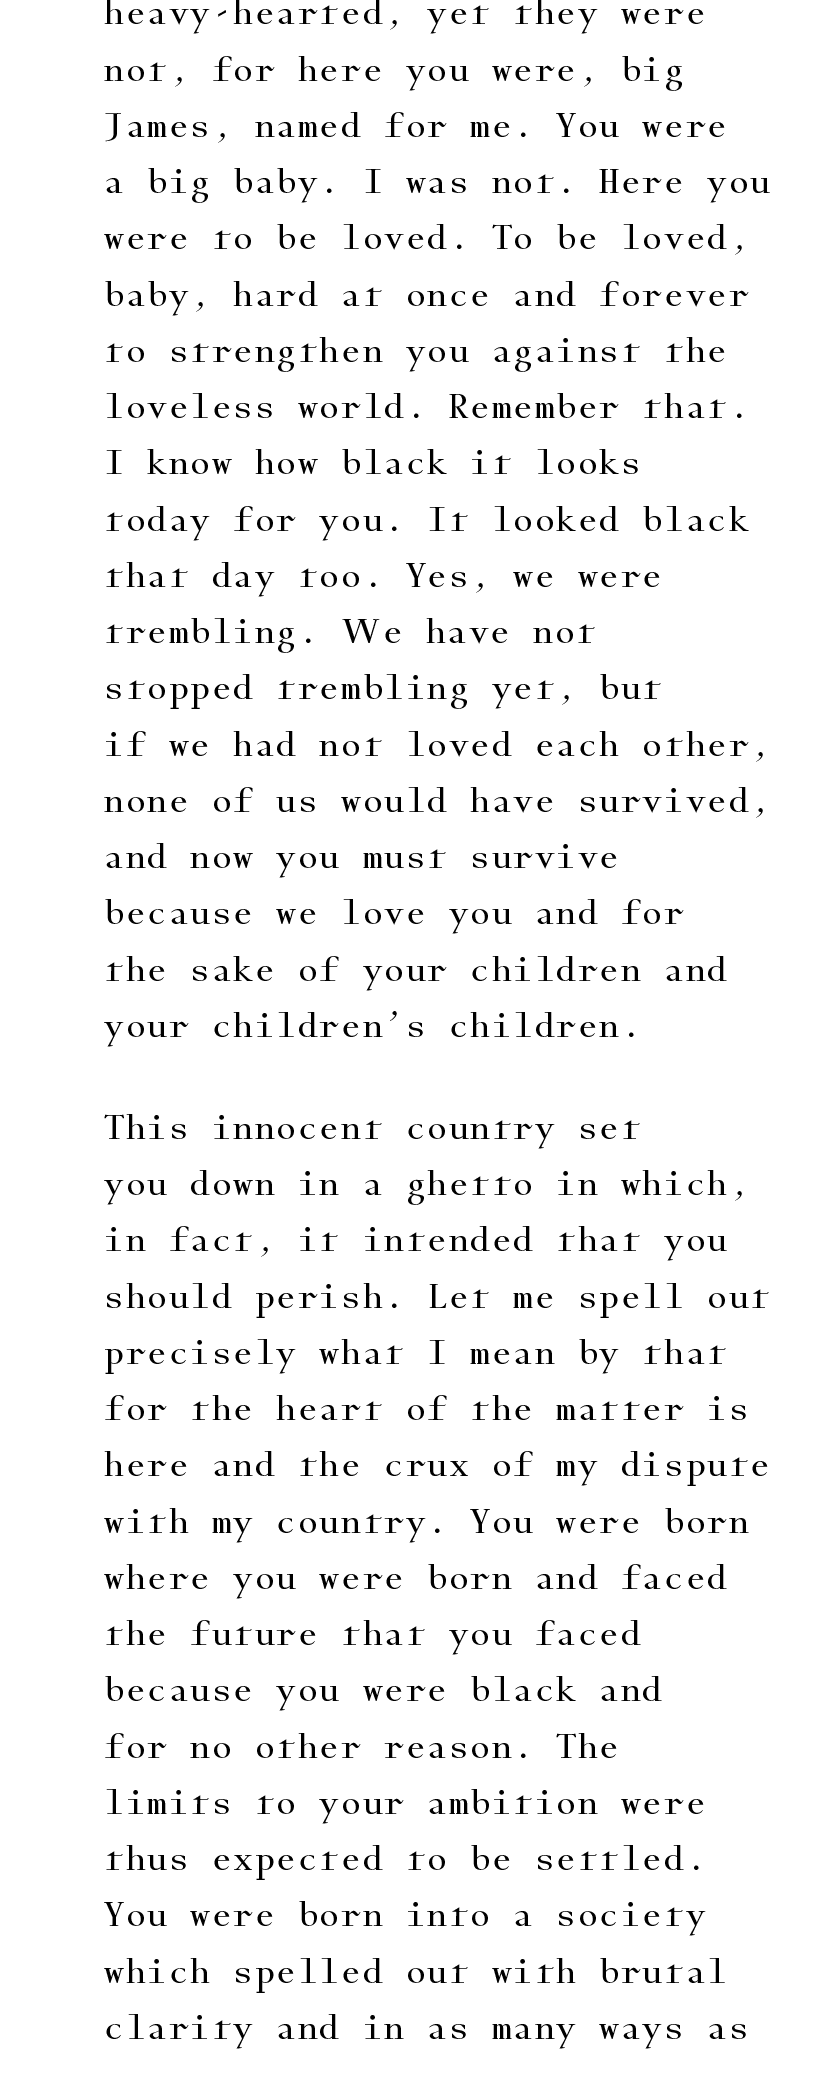 heavy-hearted, yet they were
not, for here you were, big
James, named for me. You were
a big baby. I was not. Here you
were to be loved. To be loved,
baby, hard at once and forever
to strengthen you against the
loveless world. Remember that.
I know how black it looks
today for you. It looked black
that day too. Yes, we were
trembling. We have not
stopped trembling yet, but
if we had not loved each other,
none of us would have survived,
and now you must survive
because we love you and for
the sake of your children and
your children’s children.
This innocent country set
you down in a ghetto in which,
in fact, it intended that you
should perish. Let me spell out
precisely what I mean by that
for the heart of the matter is
here and the crux of my dispute
with my country. You were born
where you were born and faced
the future that you faced
because you were black and
for no other reason. The
limits to your ambition were
thus expected to be settled.
You were born into a society
which spelled out with brutal
clarity and in as many ways as